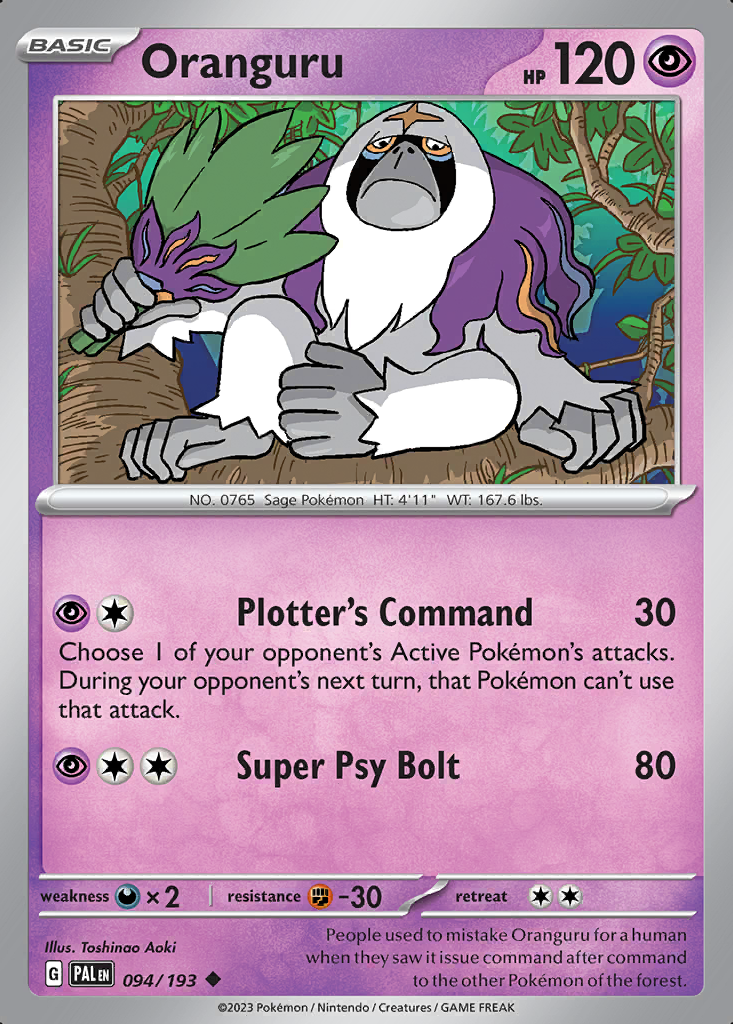 BASIC
Oranguru
HP 120
NO. 0765 Sage Pokémon HT: 4'11" WT: 167.6 lbs.
Plotter's Command 30
Choose 1 of your opponent's Active Pokémon's attacks.
During your opponent's next turn, that Pokémon can't use
that attack.
Super Psy Bolt 80
weakness ×2 resistance -30 retreat
Illus. Toshinao Aoki
G PAL EN 094/193
People used to mistake Oranguru for a human
when they saw it issue command after command
to the other Pokémon of the forest.
©2023 Pokémon / Nintendo / Creatures / GAME FREAK